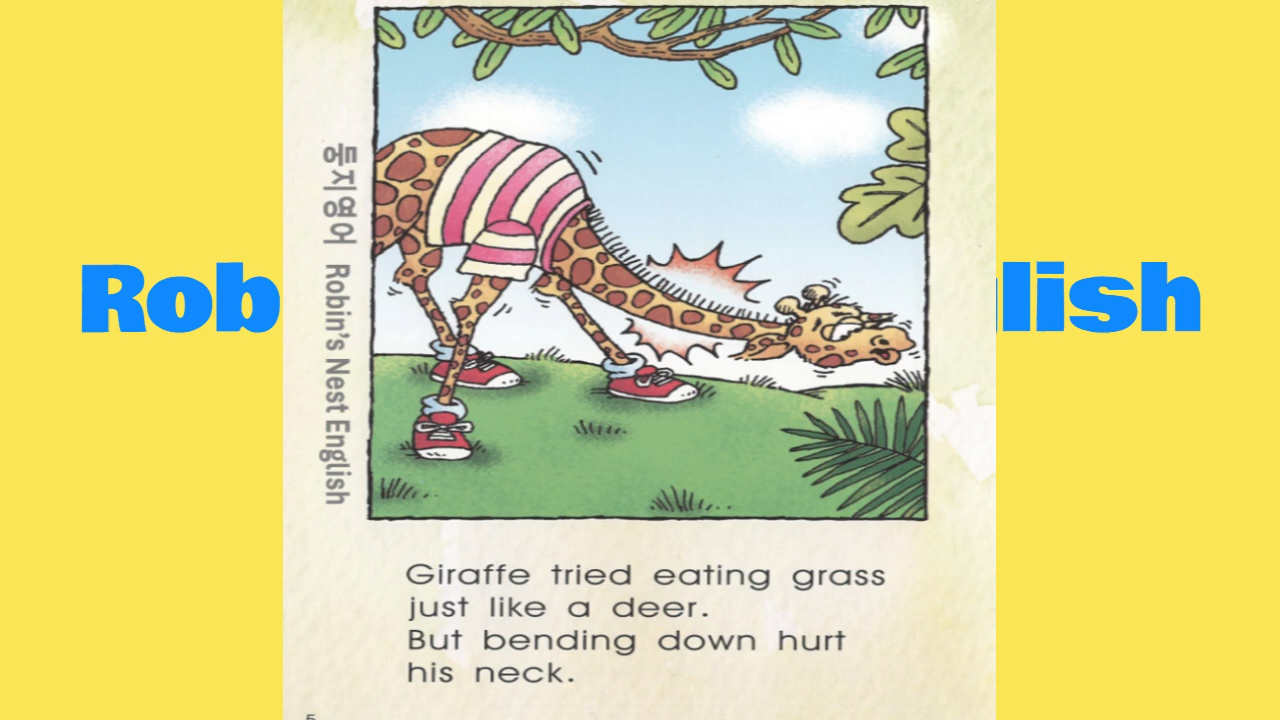 Rob
glish
둥지영어 Robin's Nest English
Giraffe tried eating grass
just like a deer.
But bending down hurt
his neck.
5